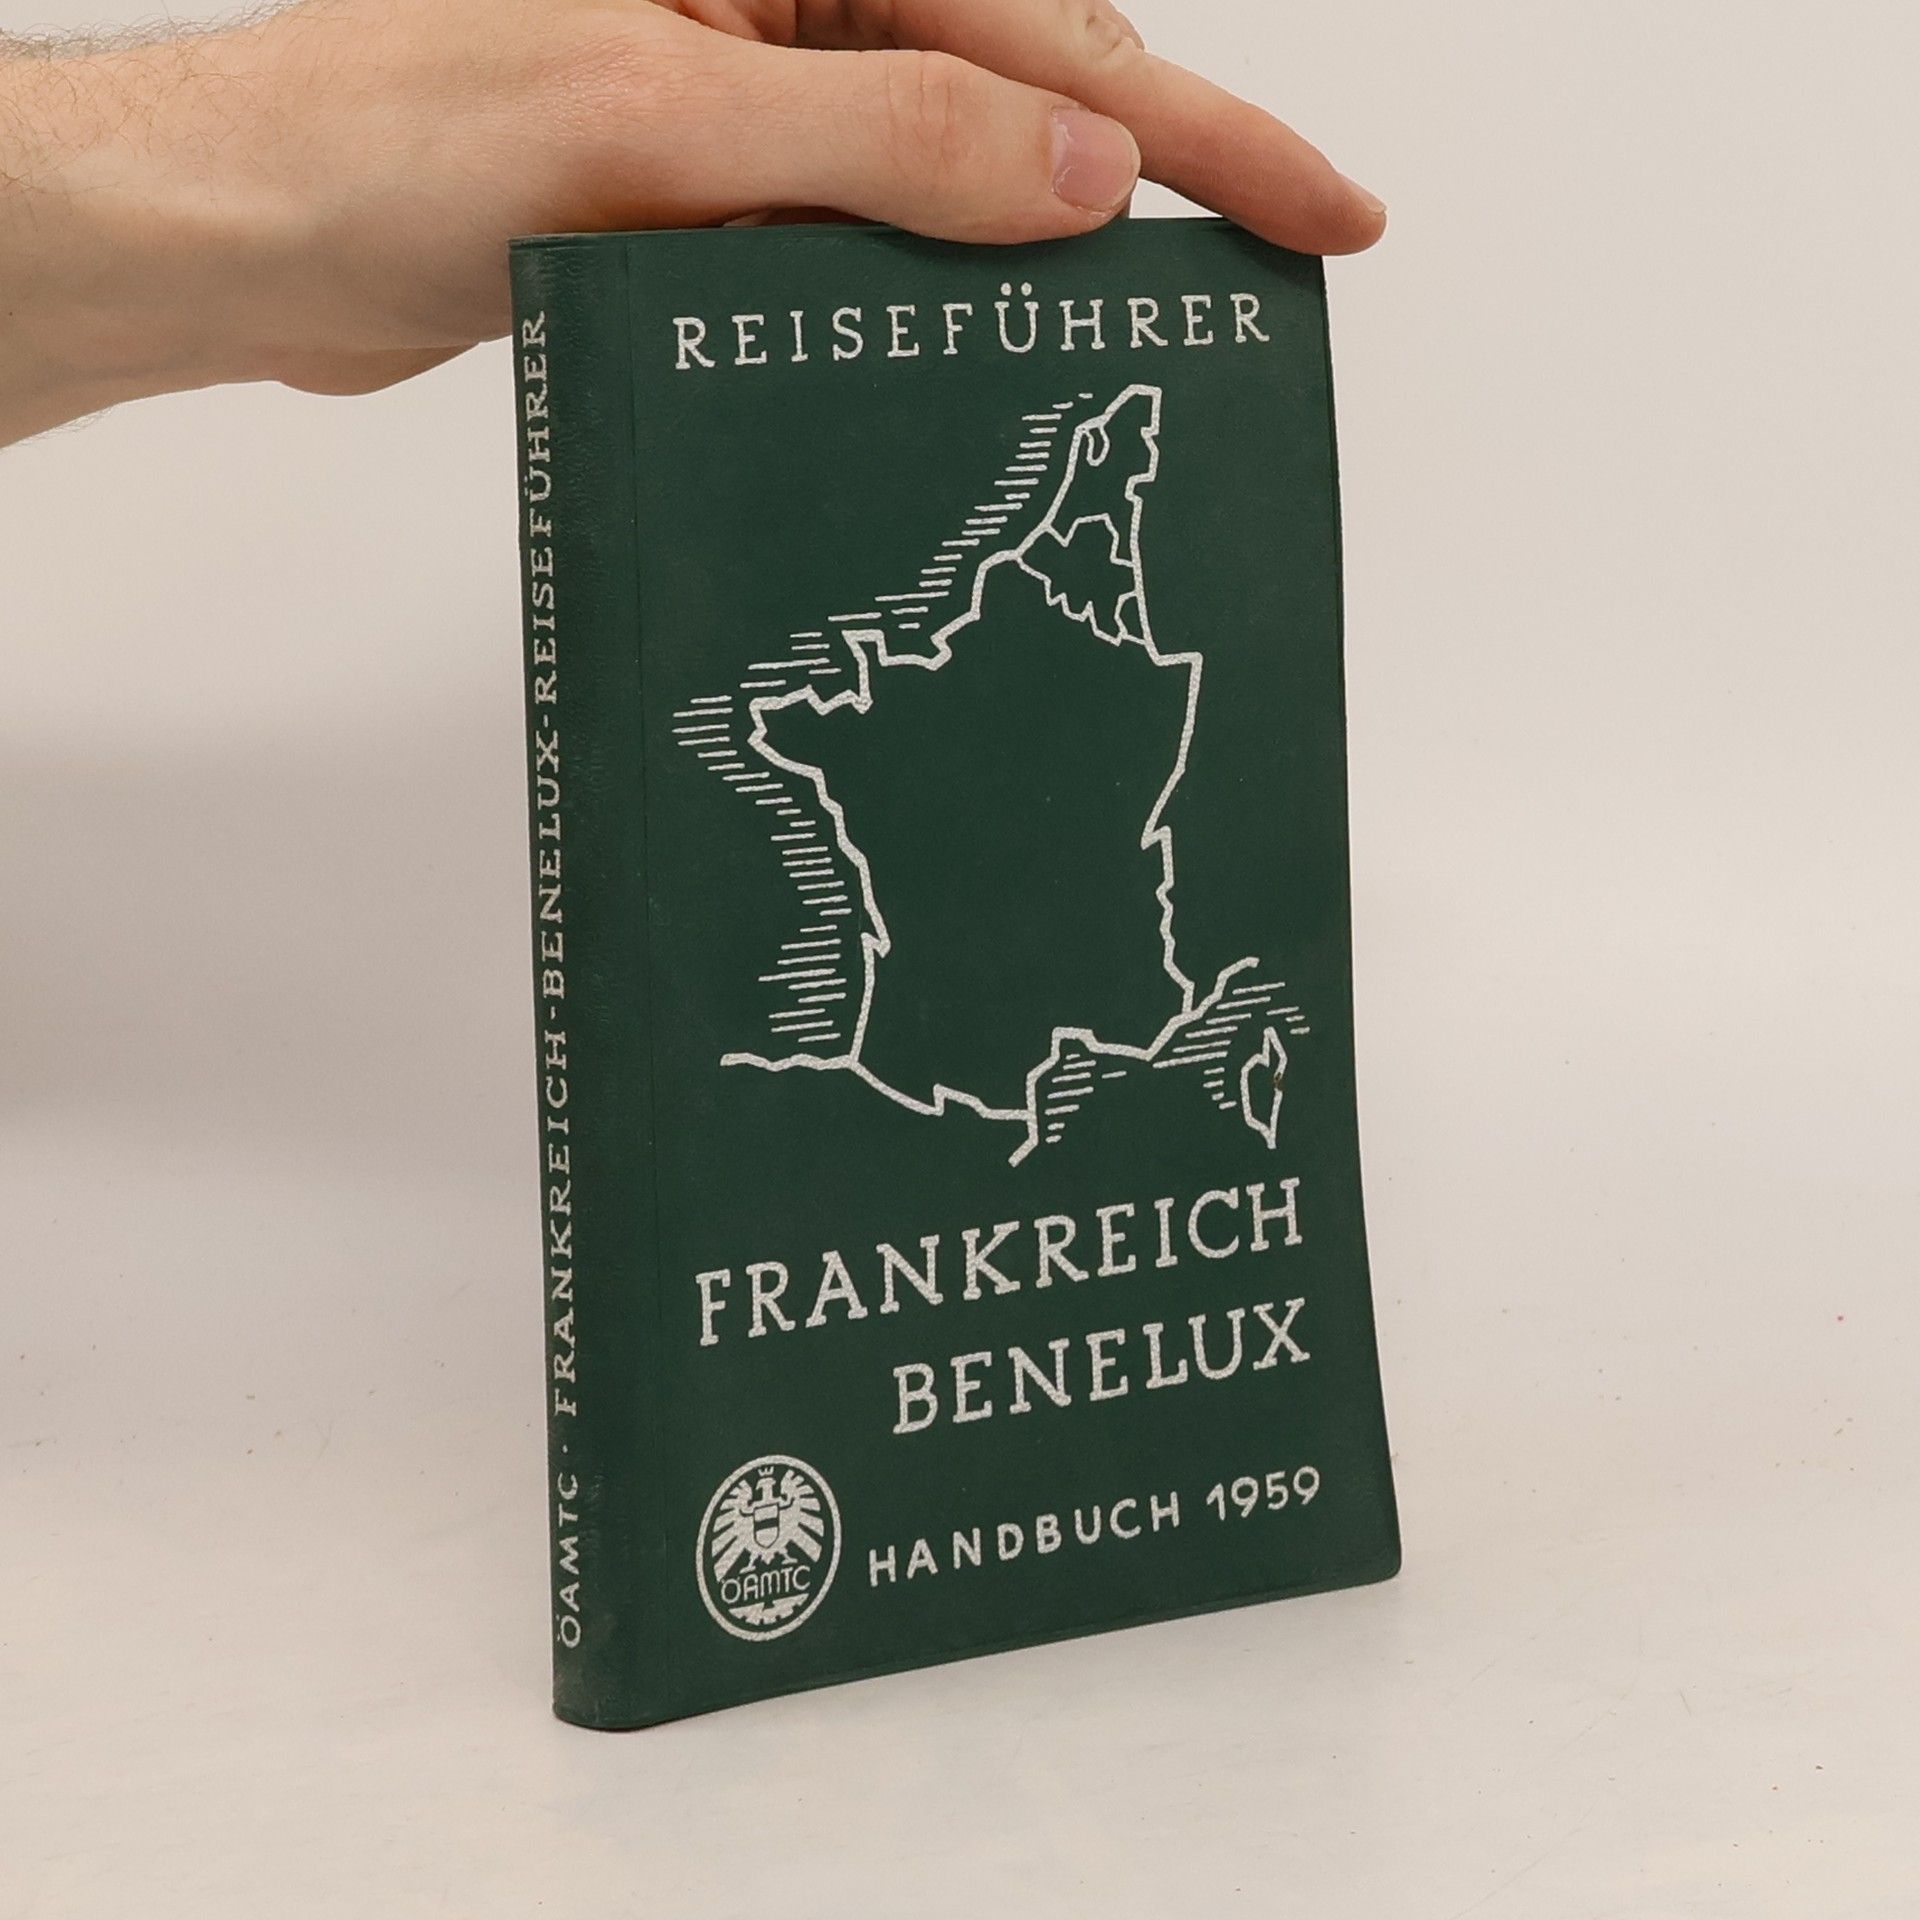 REISEFÜHRER
FRANKREICH
BENELUX
ÖAMTC
HANDBUCH 1959
ÖAMTC · FRANKREICH-BENELUX-REISEFÜHRER